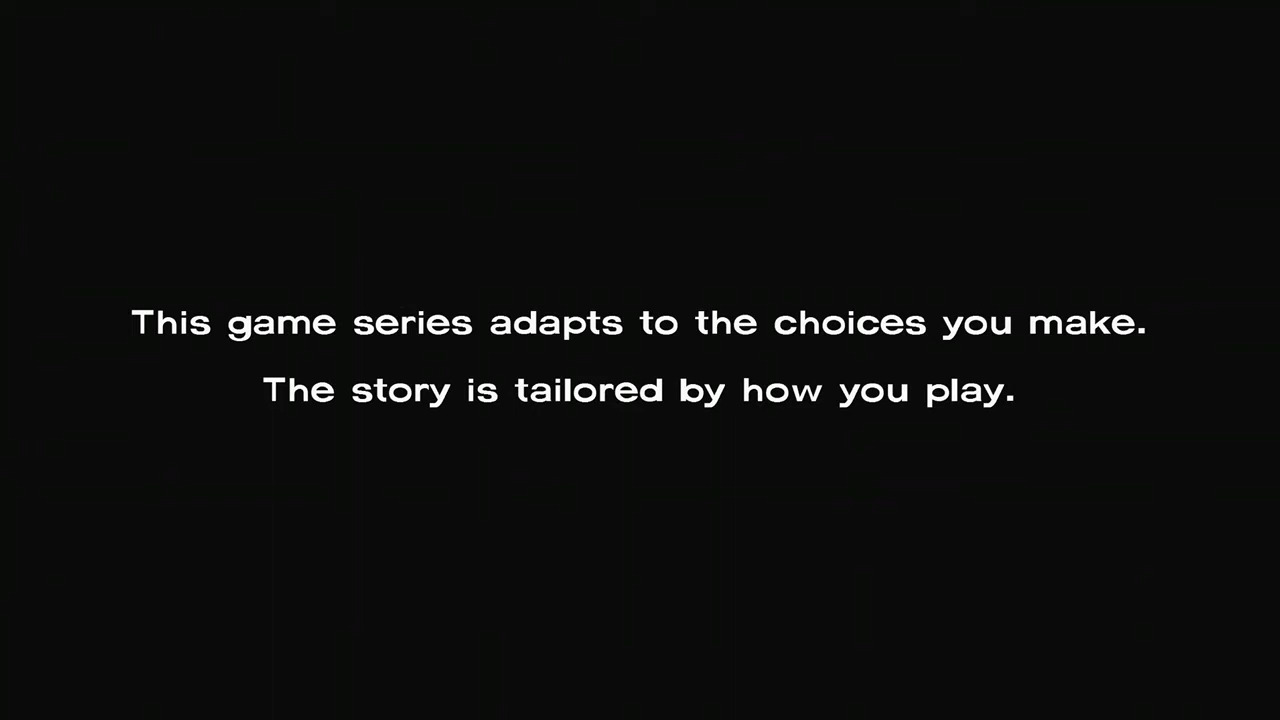 This game series adapts to the choices you make.
The story is tailored by how you play.